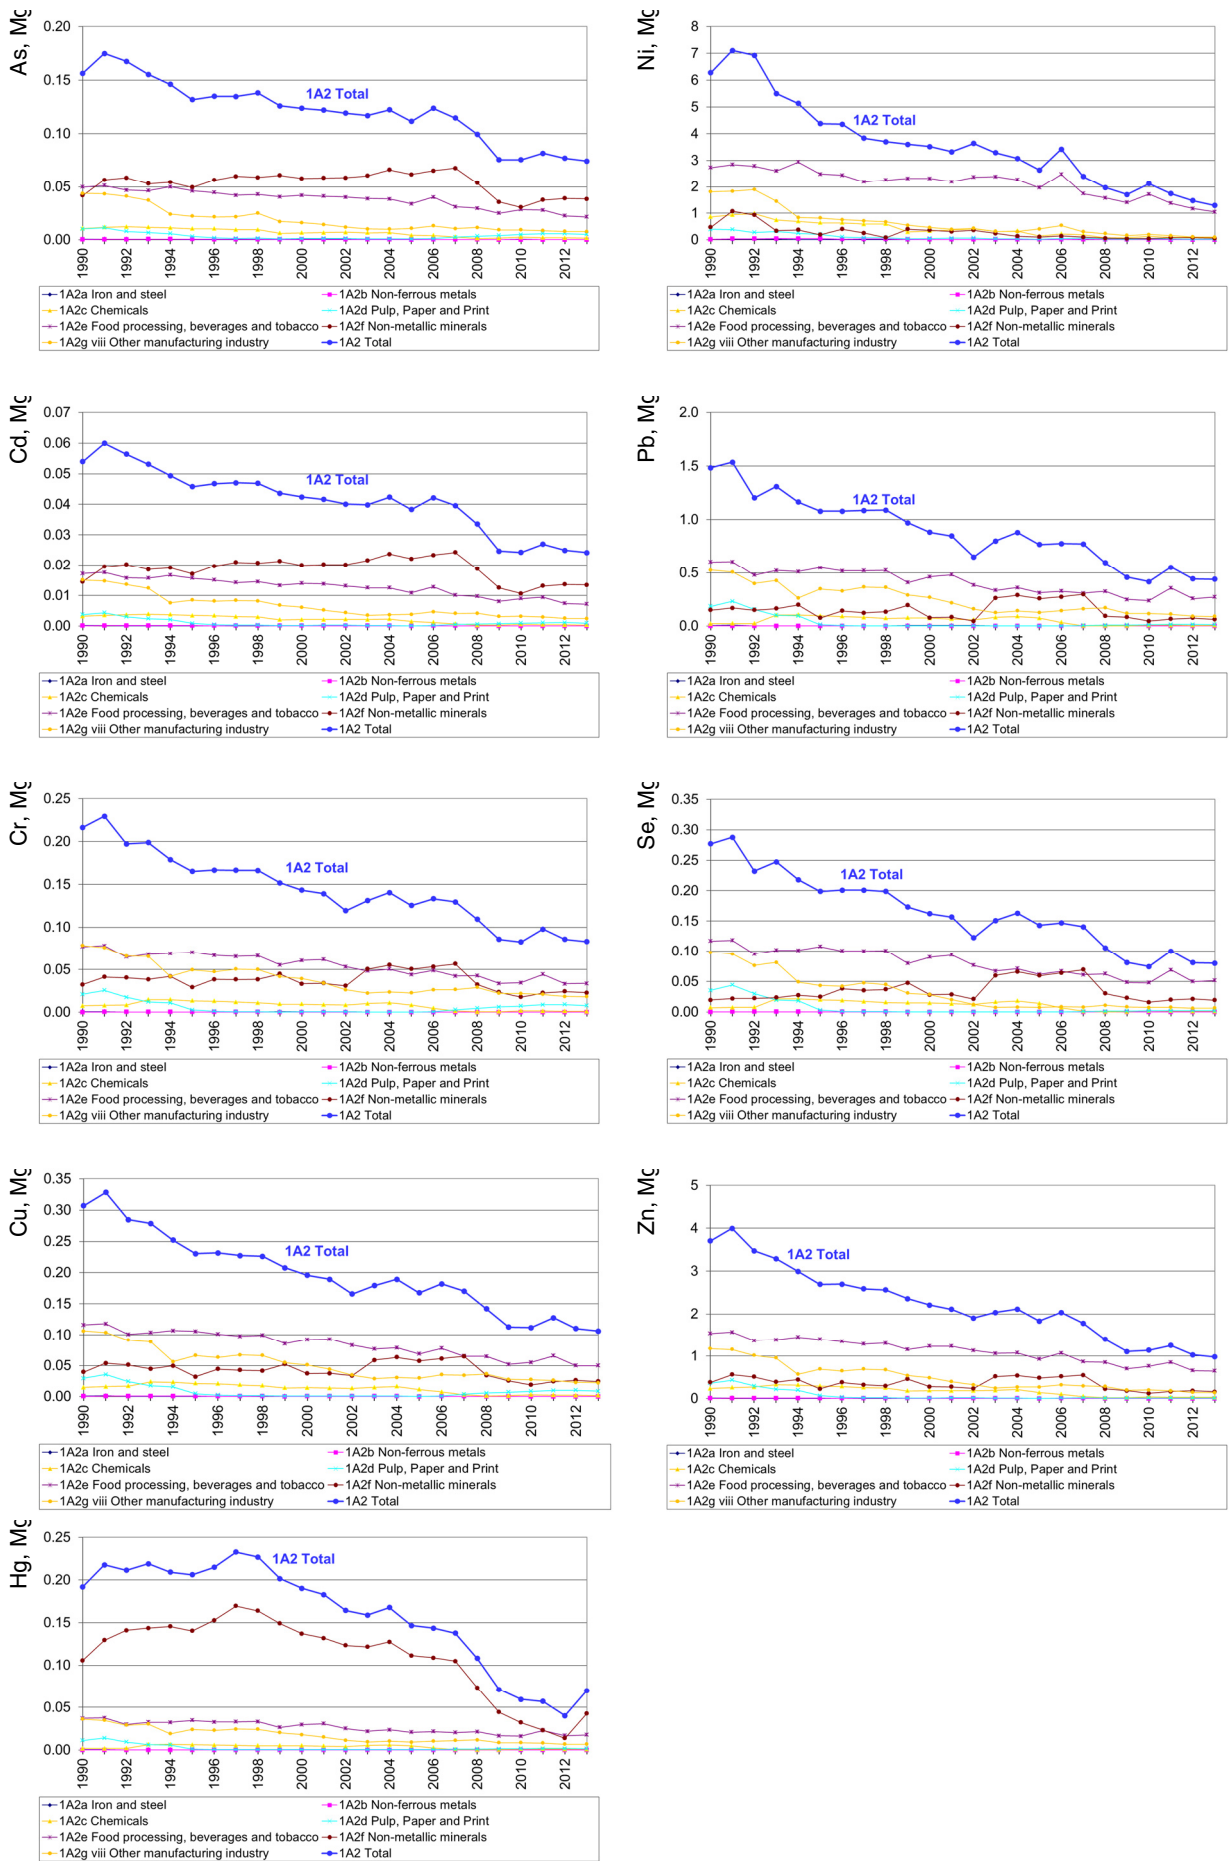 As, Mg
0.20
0.15
0.10
0.05
0.00
1A2 Total
1990 1992 1994 1996 1998 2000 2002 2004 2006 2008 2010 2012
1A2a Iron and steel 1A2b Non-ferrous metals
1A2c Chemicals 1A2d Pulp, Paper and Print
1A2e Food processing, beverages and tobacco 1A2f Non-metallic minerals
1A2g viii Other manufacturing industry 1A2 Total
Ni, Mg
8
7
6
5
4
3
2
1
0
1A2 Total
1990 1992 1994 1996 1998 2000 2002 2004 2006 2008 2010 2012
1A2a Iron and steel 1A2b Non-ferrous metals
1A2c Chemicals 1A2d Pulp, Paper and Print
1A2e Food processing, beverages and tobacco 1A2f Non-metallic minerals
1A2g viii Other manufacturing industry 1A2 Total
Cd, Mg
0.07
0.06
0.05
0.04
0.03
0.02
0.01
0.00
1A2 Total
1990 1992 1994 1996 1998 2000 2002 2004 2006 2008 2010 2012
1A2a Iron and steel 1A2b Non-ferrous metals
1A2c Chemicals 1A2d Pulp, Paper and Print
1A2e Food processing, beverages and tobacco 1A2f Non-metallic minerals
1A2g viii Other manufacturing industry 1A2 Total
Pb, Mg
2.0
1.5
1.0
0.5
0.0
1A2 Total
1990 1992 1994 1996 1998 2000 2002 2004 2006 2008 2010 2012
1A2a Iron and steel 1A2b Non-ferrous metals
1A2c Chemicals 1A2d Pulp, Paper and Print
1A2e Food processing, beverages and tobacco 1A2f Non-metallic minerals
1A2g viii Other manufacturing industry 1A2 Total
Cr, Mg
0.25
0.20
0.15
0.10
0.05
0.00
1A2 Total
1990 1992 1994 1996 1998 2000 2002 2004 2006 2008 2010 2012
1A2a Iron and steel 1A2b Non-ferrous metals
1A2c Chemicals 1A2d Pulp, Paper and Print
1A2e Food processing, beverages and tobacco 1A2f Non-metallic minerals
1A2g viii Other manufacturing industry 1A2 Total
Se, Mg
0.35
0.30
0.25
0.20
0.15
0.10
0.05
0.00
1A2 Total
1990 1992 1994 1996 1998 2000 2002 2004 2006 2008 2010 2012
1A2a Iron and steel 1A2b Non-ferrous metals
1A2c Chemicals 1A2d Pulp, Paper and Print
1A2e Food processing, beverages and tobacco 1A2f Non-metallic minerals
1A2g viii Other manufacturing industry 1A2 Total
Cu, Mg
0.35
0.30
0.25
0.20
0.15
0.10
0.05
0.00
1A2 Total
1990 1992 1994 1996 1998 2000 2002 2004 2006 2008 2010 2012
1A2a Iron and steel 1A2b Non-ferrous metals
1A2c Chemicals 1A2d Pulp, Paper and Print
1A2e Food processing, beverages and tobacco 1A2f Non-metallic minerals
1A2g viii Other manufacturing industry 1A2 Total
Zn, Mg
5
4
3
2
1
0
1A2 Total
1990 1992 1994 1996 1998 2000 2002 2004 2006 2008 2010 2012
1A2a Iron and steel 1A2b Non-ferrous metals
1A2c Chemicals 1A2d Pulp, Paper and Print
1A2e Food processing, beverages and tobacco 1A2f Non-metallic minerals
1A2g viii Other manufacturing industry 1A2 Total
Hg, Mg
0.25
0.20
0.15
0.10
0.05
0.00
1A2 Total
1990 1992 1994 1996 1998 2000 2002 2004 2006 2008 2010 2012
1A2a Iron and steel 1A2b Non-ferrous metals
1A2c Chemicals 1A2d Pulp, Paper and Print
1A2e Food processing, beverages and tobacco 1A2f Non-metallic minerals
1A2g viii Other manufacturing industry 1A2 Total